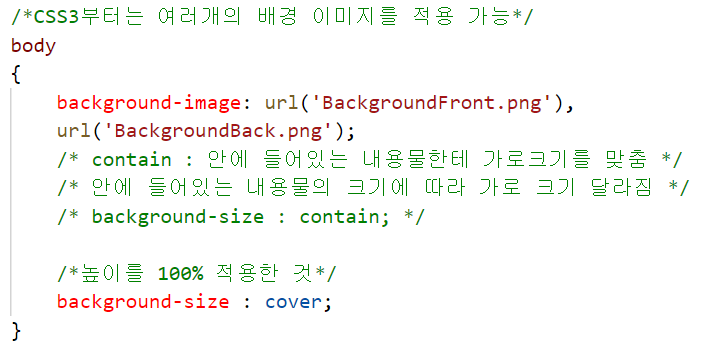 /*CSS3부터는 여러개의 배경 이미지를 적용 가능*/
body
{
background-image: url('BackgroundFront.png'),
url('BackgroundBack.png');
/* contain : 안에 들어있는 내용물한테 가로크기를 맞춤 */
/* 안에 들어있는 내용물의 크기에 따라 가로 크기 달라짐 */
/* background-size : contain; */
/*높이를 100% 적용한 것*/
background-size : cover;
}